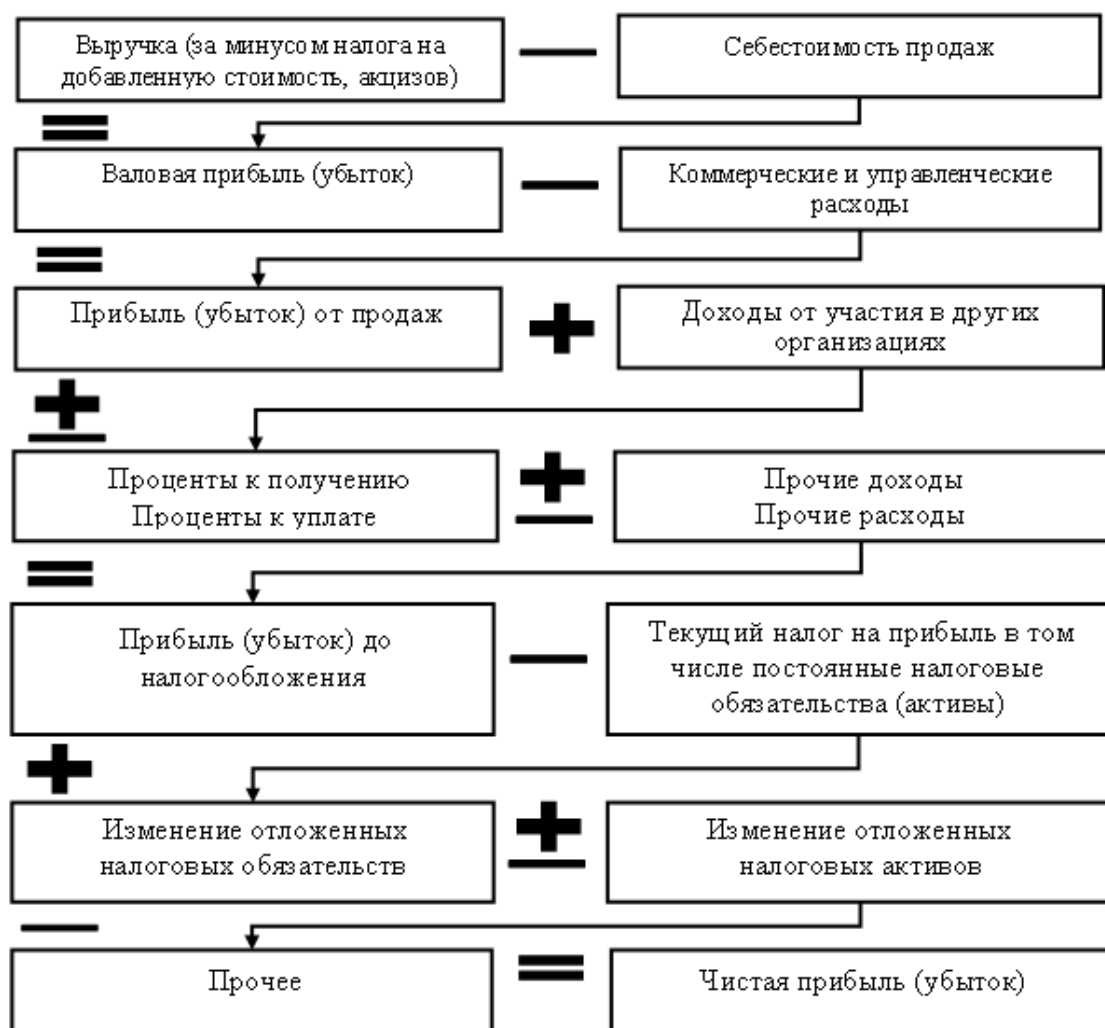 Выручка (за минусом налога на
добавленную стоимость, акцизов)
Себестоимость продаж
Валовая прибыль (убыток)
Коммерческие и управленческие
расходы
Прибыль (убыток) от продаж
Доходы от участия в других
организациях
Проценты к получению
Проценты к уплате
Прочие доходы
Прочие расходы
Прибыль (убыток) до
налогообложения
Текущий налог на прибыль в том
числе постоянные налоговые
обязательства (активы)
Изменение отложенных
налоговых обязательств
Изменение отложенных
налоговых активов
Прочее
Чистая прибыль (убыток)